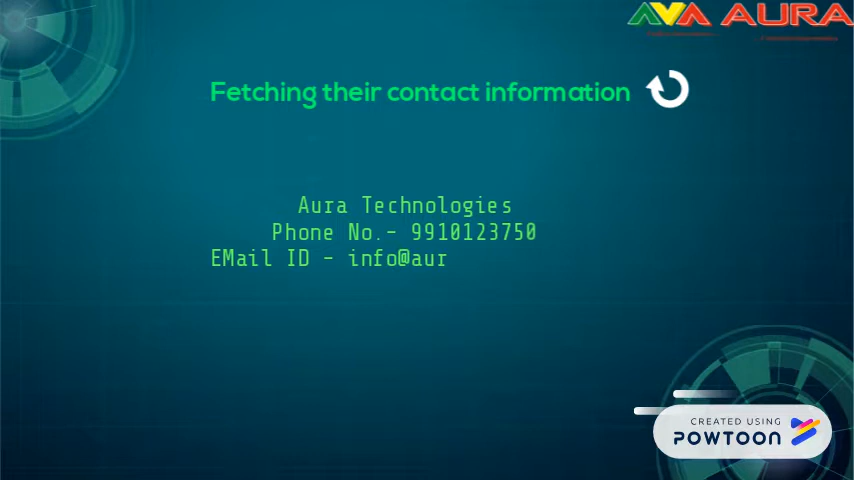 AVA AURA
Fetching their contact information
Aura Technologies
Phone No.- 9910123750
EMail ID - info@aur
CREATED USING
POWTOON